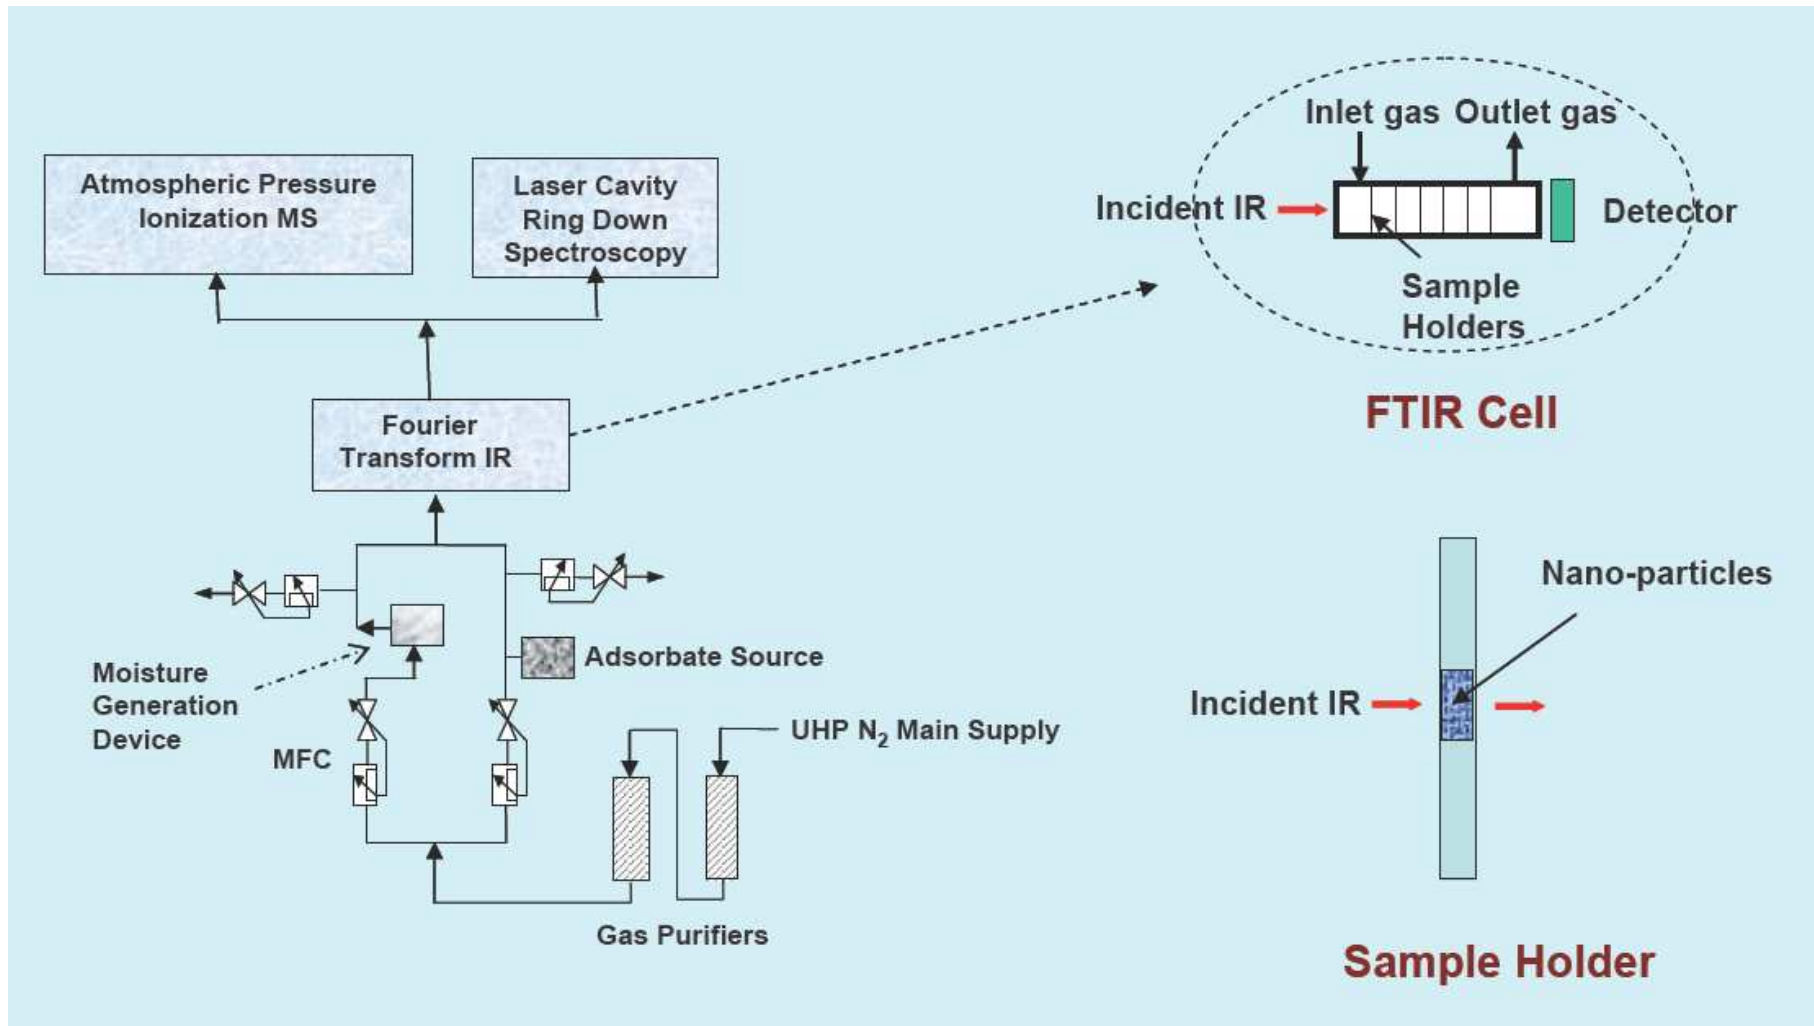 Atmospheric Pressure
Ionization MS
Laser Cavity
Ring Down
Spectroscopy
Fourier
Transform IR
Moisture
Generation
Device
MFC
Adsorbate Source
UHP N₂ Main Supply
Gas Purifiers
Inlet gas
Outlet gas
Incident IR
Detector
Sample
Holders
FTIR Cell
Nano-particles
Incident IR
Sample Holder